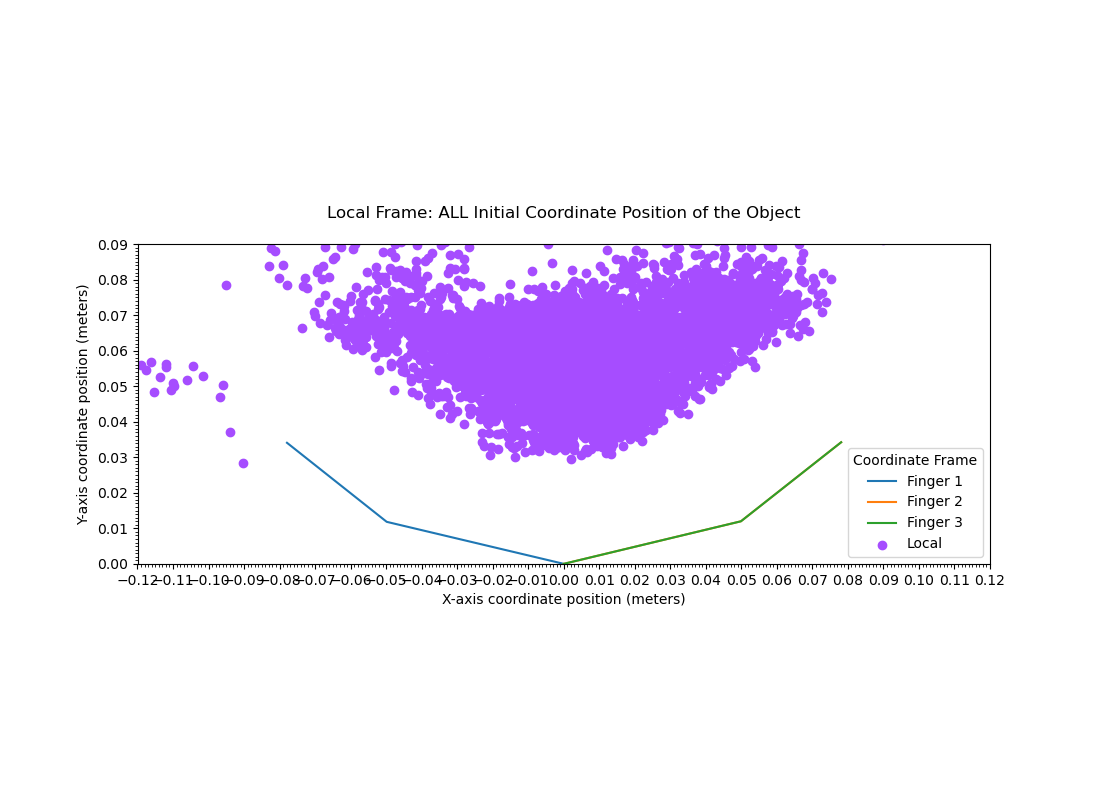 Local Frame: ALL Initial Coordinate Position of the Object
Y-axis coordinate position (meters)
0.09
0.08
0.07
0.06
0.05
0.04
0.03
0.02
0.01
0.00
−0.12 −0.11 −0.10 −0.09 −0.08 −0.07 −0.06 −0.05 −0.04 −0.03 −0.02 −0.01 0.00 0.01 0.02 0.03 0.04 0.05 0.06 0.07 0.08 0.09 0.10 0.11 0.12
X-axis coordinate position (meters)
Coordinate Frame
Finger 1
Finger 2
Finger 3
Local